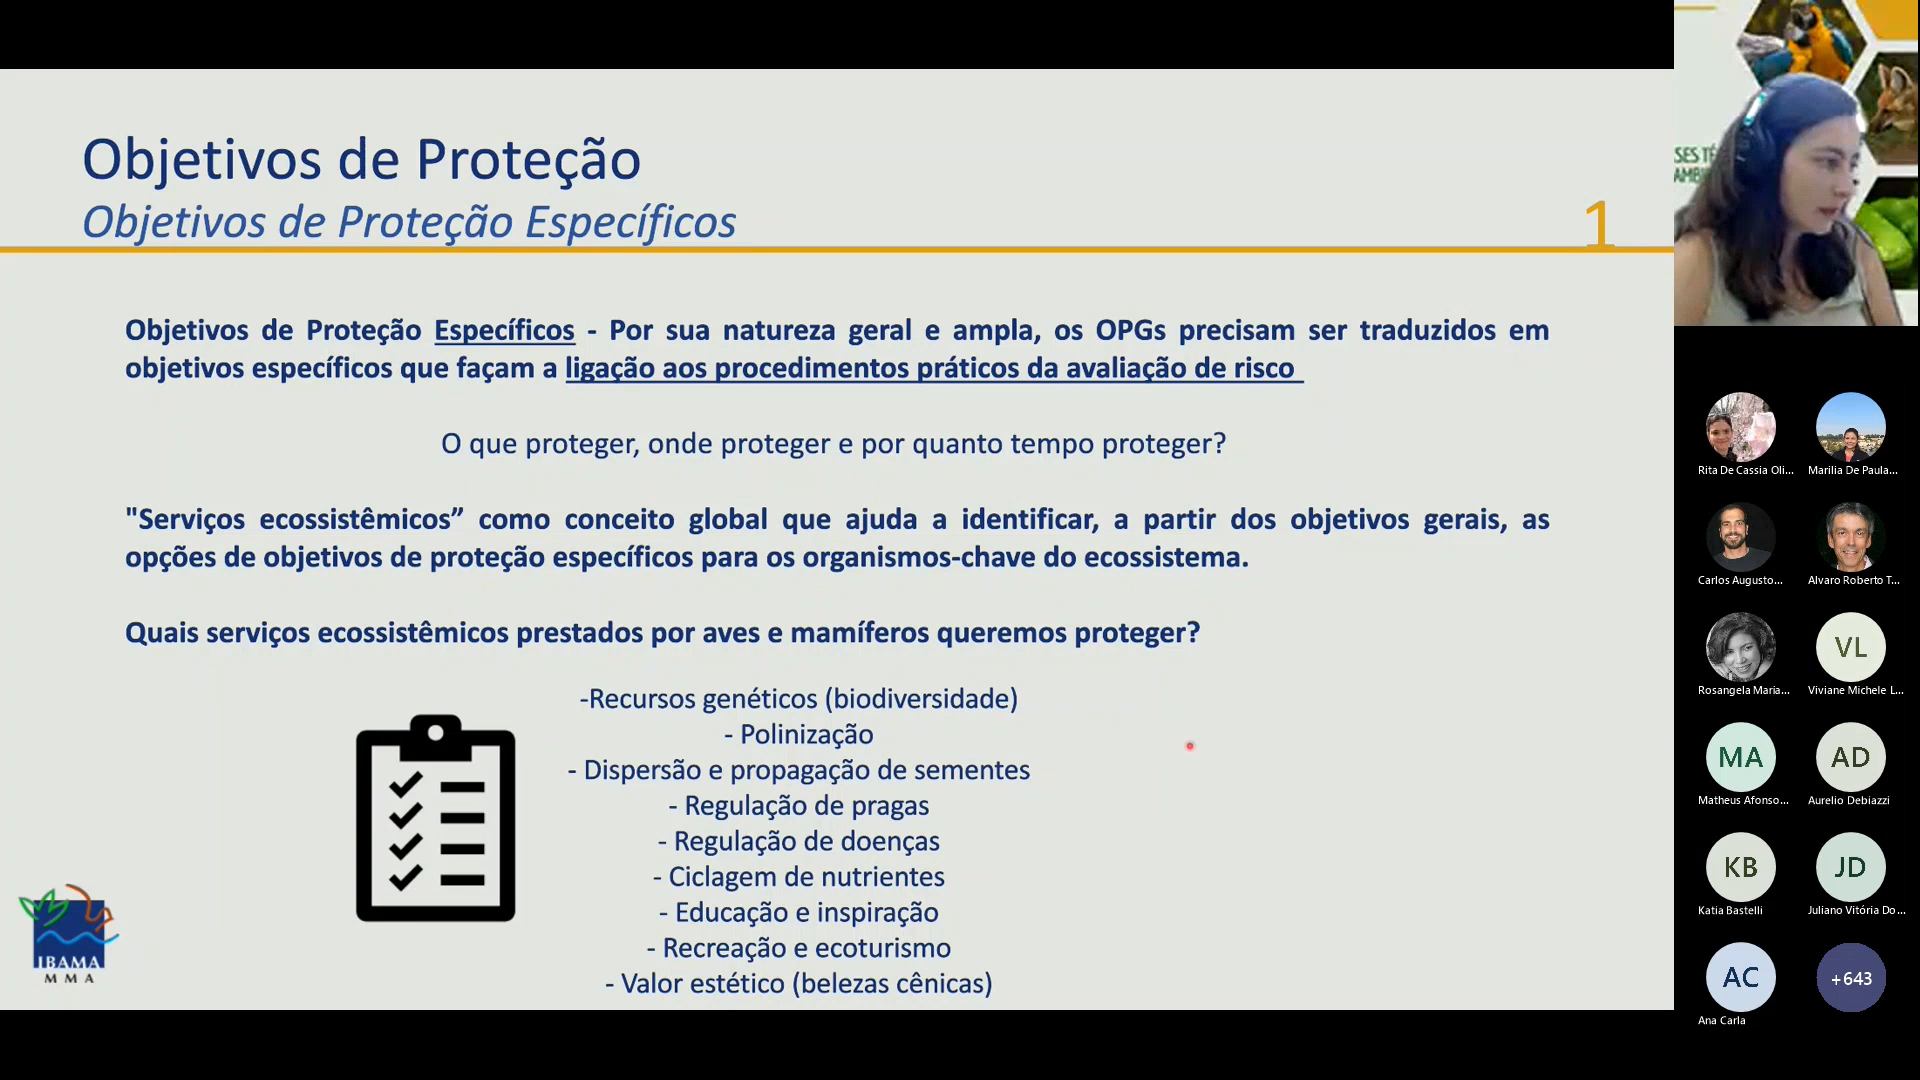 Objetivos de Proteção
Objetivos de Proteção Específicos
1
Objetivos de Proteção Específicos - Por sua natureza geral e ampla, os OPGs precisam ser traduzidos em
objetivos específicos que façam a ligação aos procedimentos práticos da avaliação de risco
O que proteger, onde proteger e por quanto tempo proteger?
"Serviços ecossistêmicos” como conceito global que ajuda a identificar, a partir dos objetivos gerais, as
opções de objetivos de proteção específicos para os organismos-chave do ecossistema.
Quais serviços ecossistêmicos prestados por aves e mamíferos queremos proteger?
-Recursos genéticos (biodiversidade)
- Polinização
- Dispersão e propagação de sementes
- Regulação de pragas
- Regulação de doenças
- Ciclagem de nutrientes
- Educação e inspiração
- Recreação e ecoturismo
- Valor estético (belezas cênicas)
IBAMA
MMA
Rita De Cassia Oli...
Marilia De Paula...
Carlos Augusto...
Alvaro Roberto T...
Rosangela Maria...
VL
Viviane Michele L...
MA
Matheus Afonso...
AD
Aurelio Debiazzi
KB
Katia Bastelli
JD
Juliano Vitória Do...
AC
Ana Carla
+643